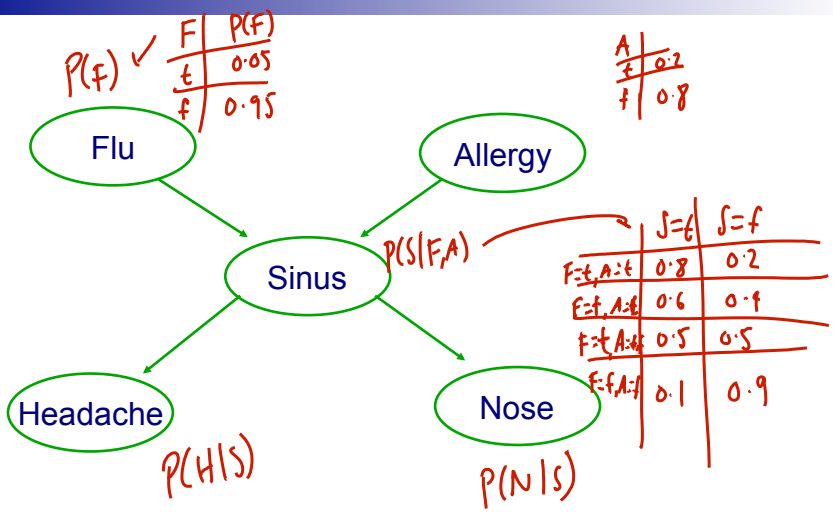 F P(F)
P(F) ✓ t 0.05
f 0.95
A
t 0.2
f 0.8
Flu
Allergy
P(S|F,A)
S=t S=f
F=t, A=t 0.8 0.2
F=f, A=t 0.6 0.4
F=t, A=f 0.5 0.5
F=f, A=f 0.1 0.9
Sinus
Headache
Nose
P(H|S)
P(N|S)